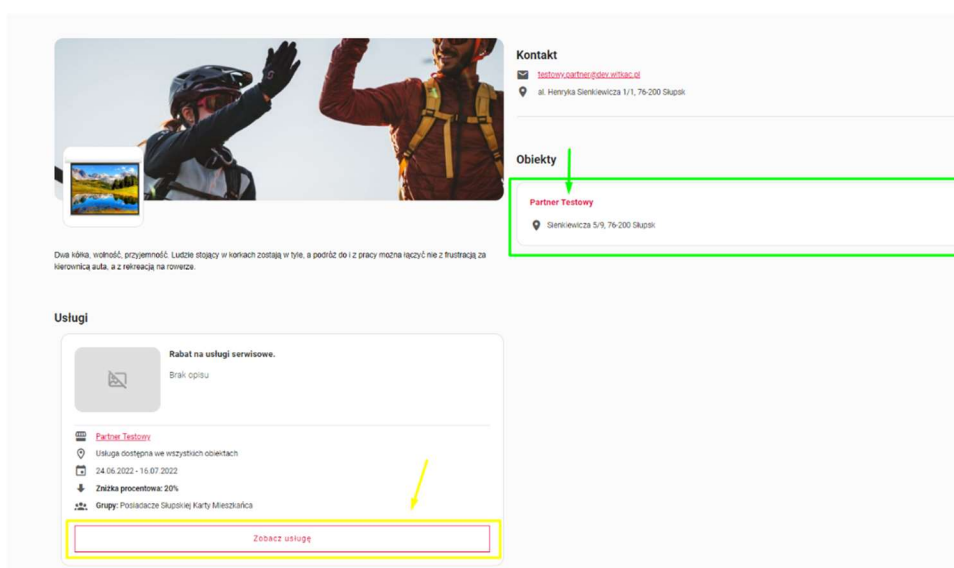 Kontakt
testowy.partner@dev.witkac.pl
al. Henryka Sienkiewicza 1/1, 76-200 Słupsk
Obiekty
Partner Testowy
Sienkiewicza 5/9, 76-200 Słupsk
Dwa kółka, wolność, przyjemność. Ludzie stojący w korkach zostają w tyle, a podróż do i z pracy można łączyć nie z frustracją za
kierownicą auta, a z rekreacją na rowerze.
Usługi
Rabat na usługi serwisowe.
Brak opisu
Partner Testowy
Usługa dostępna we wszystkich obiektach
24.06.2022 - 16.07.2022
Zniżka procentowa: 20%
Grupy: Posiadacze Słupskiej Karty Mieszkańca
Zobacz usługę